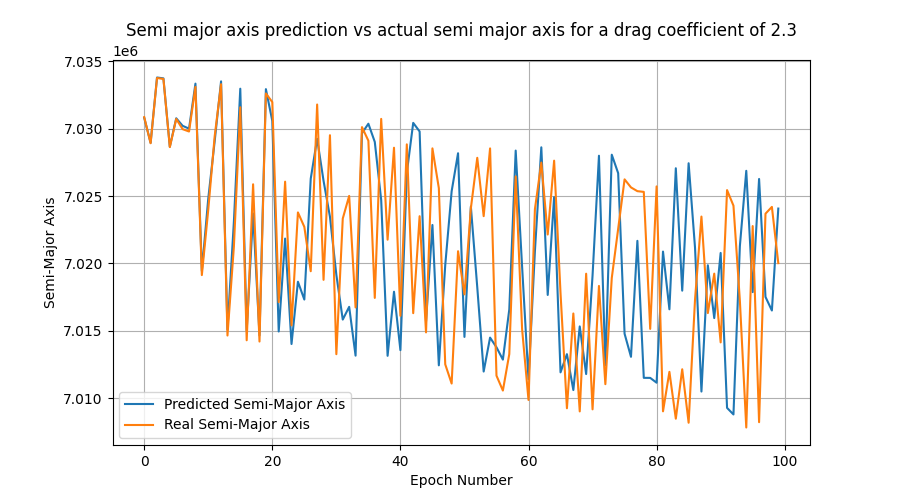 Semi major axis prediction vs actual semi major axis for a drag coefficient of 2.3
1e6
7.035
7.030
7.025
7.020
7.015
7.010
Semi-Major Axis
Predicted Semi-Major Axis
Real Semi-Major Axis
0 20 40 60 80 100
Epoch Number